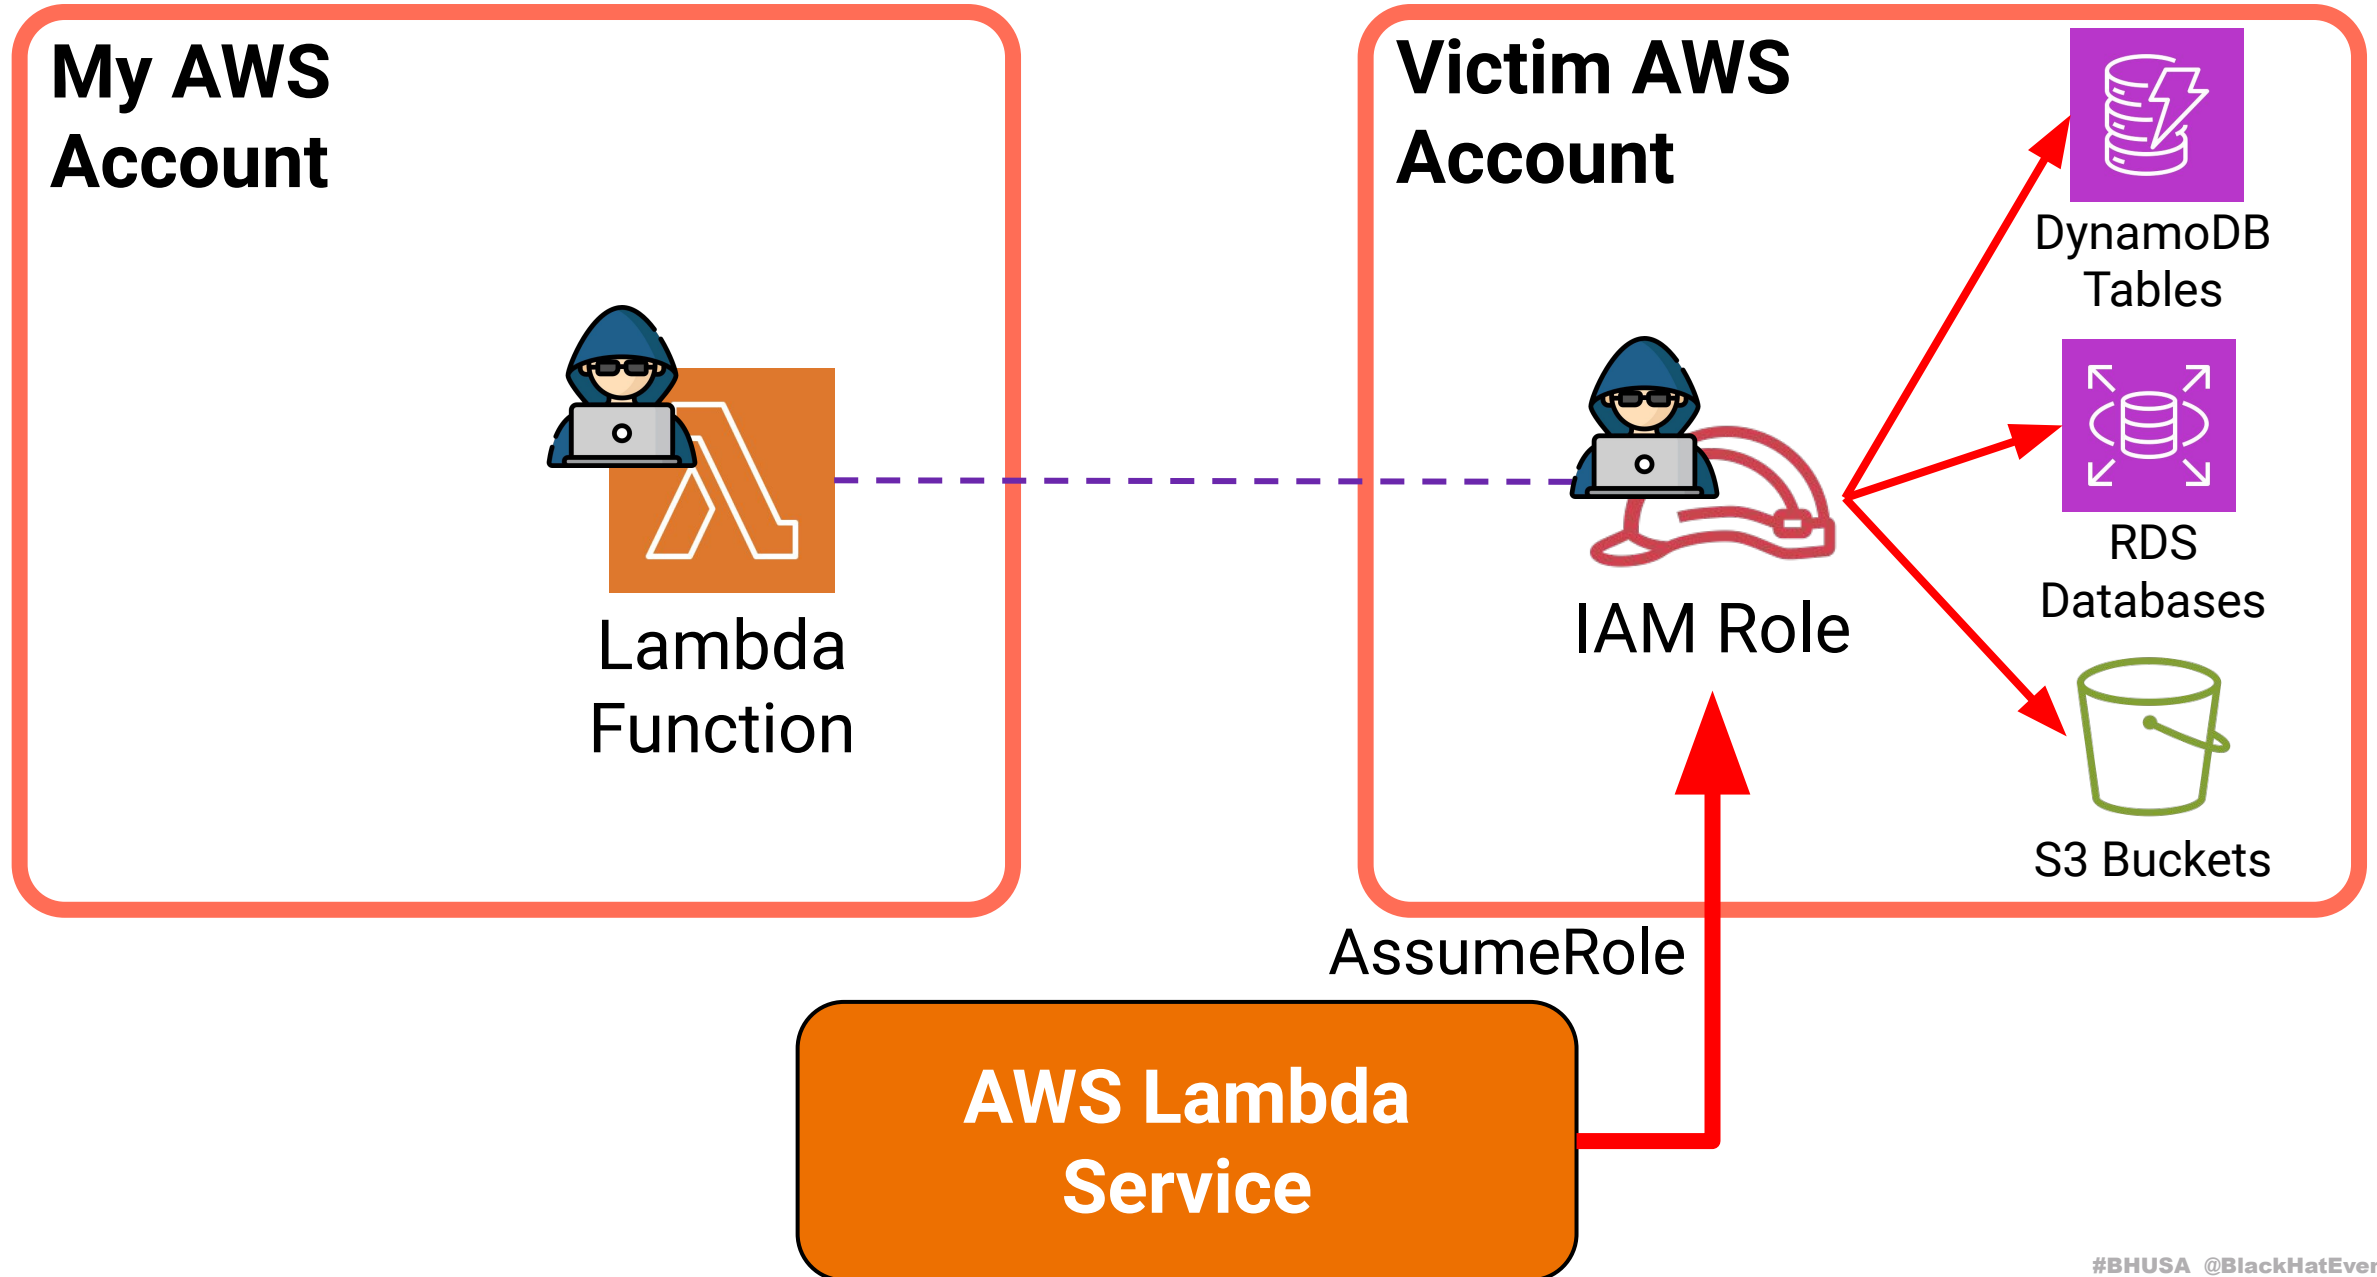 My AWS
Account
Victim AWS
Account
DynamoDB
Tables
RDS
Databases
S3 Buckets
Lambda
Function
IAM Role
AssumeRole
AWS Lambda
Service
#BHUSA @BlackHatEver